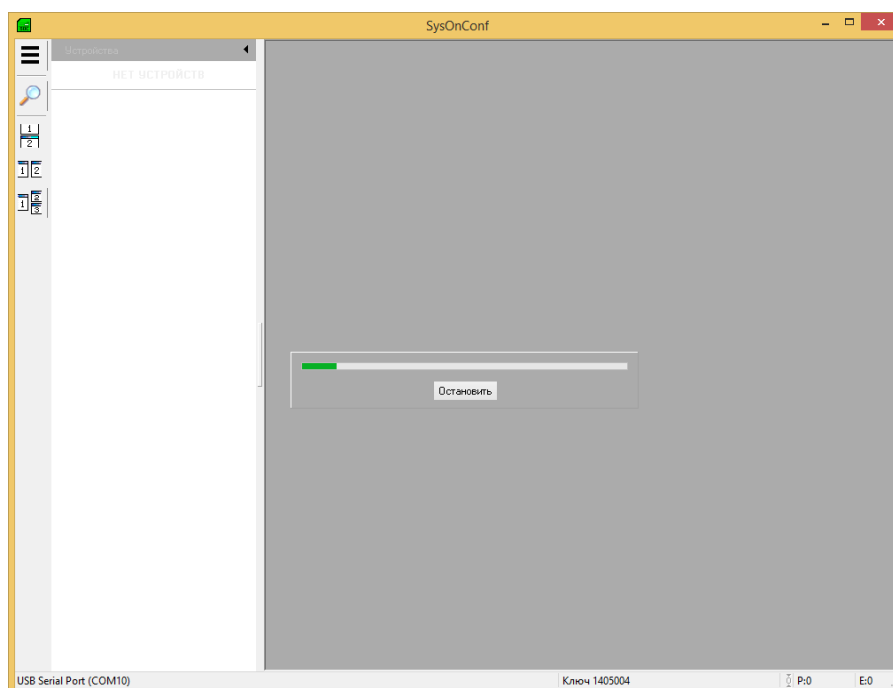 SysOnConf
Устройства
НЕТ УСТРОЙСТВ
1
2
1 2
1 2
3
Остановить
USB Serial Port (COM10) Ключ 1405004 P:0 E:0